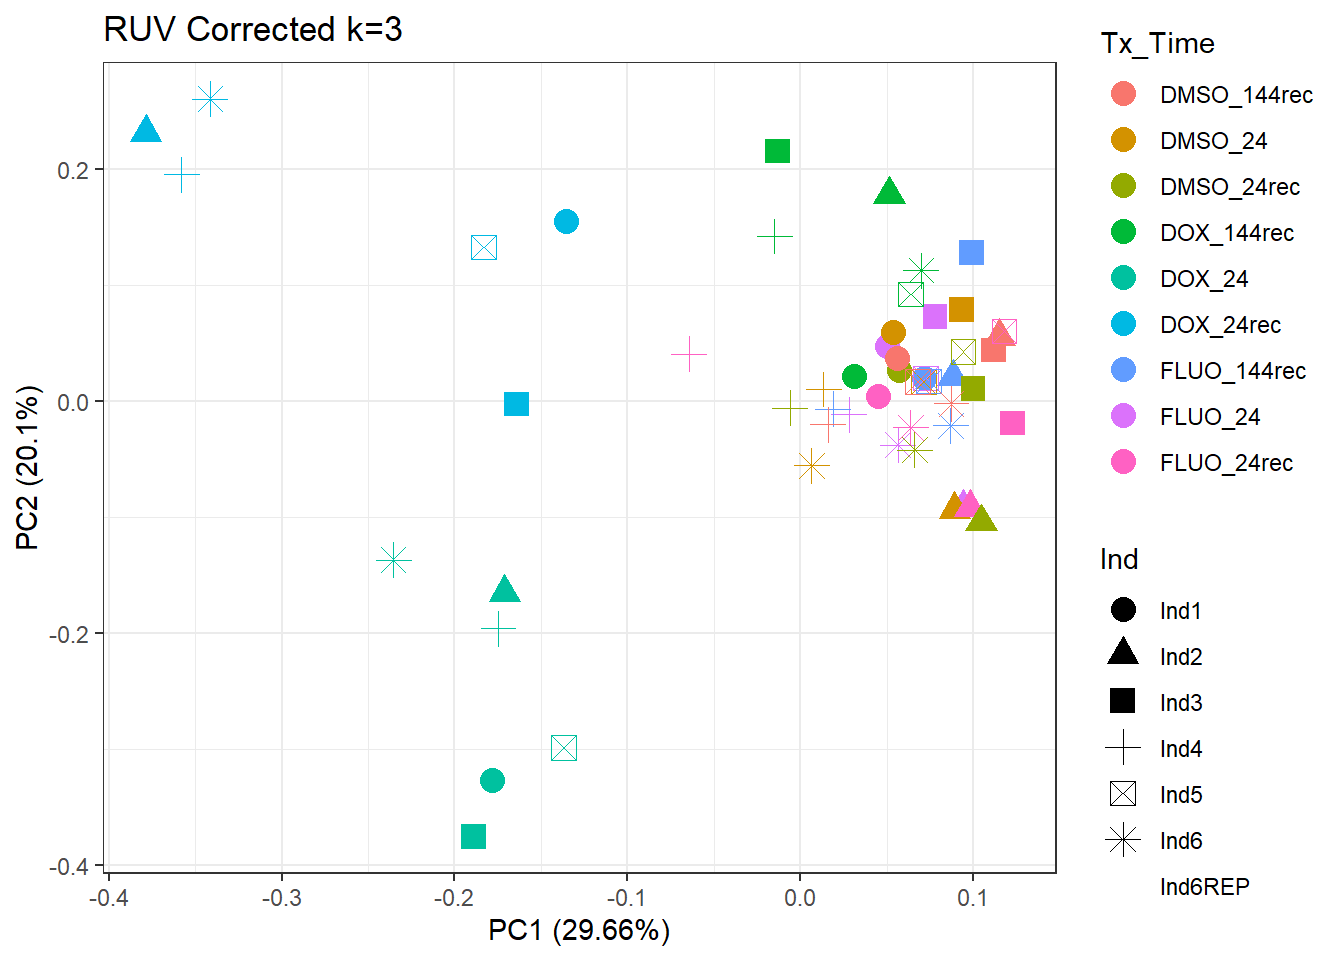 RUV Corrected k=3
0.2
0.0
-0.2
-0.4
PC2 (20.1%)
-0.4
-0.3
-0.2
-0.1
0.0
0.1
PC1 (29.66%)
Tx_Time
DMSO_144rec
DMSO_24
DMSO_24rec
DOX_144rec
DOX_24
DOX_24rec
FLUO_144rec
FLUO_24
FLUO_24rec
Ind
Ind1
Ind2
Ind3
Ind4
Ind5
Ind6
Ind6REP